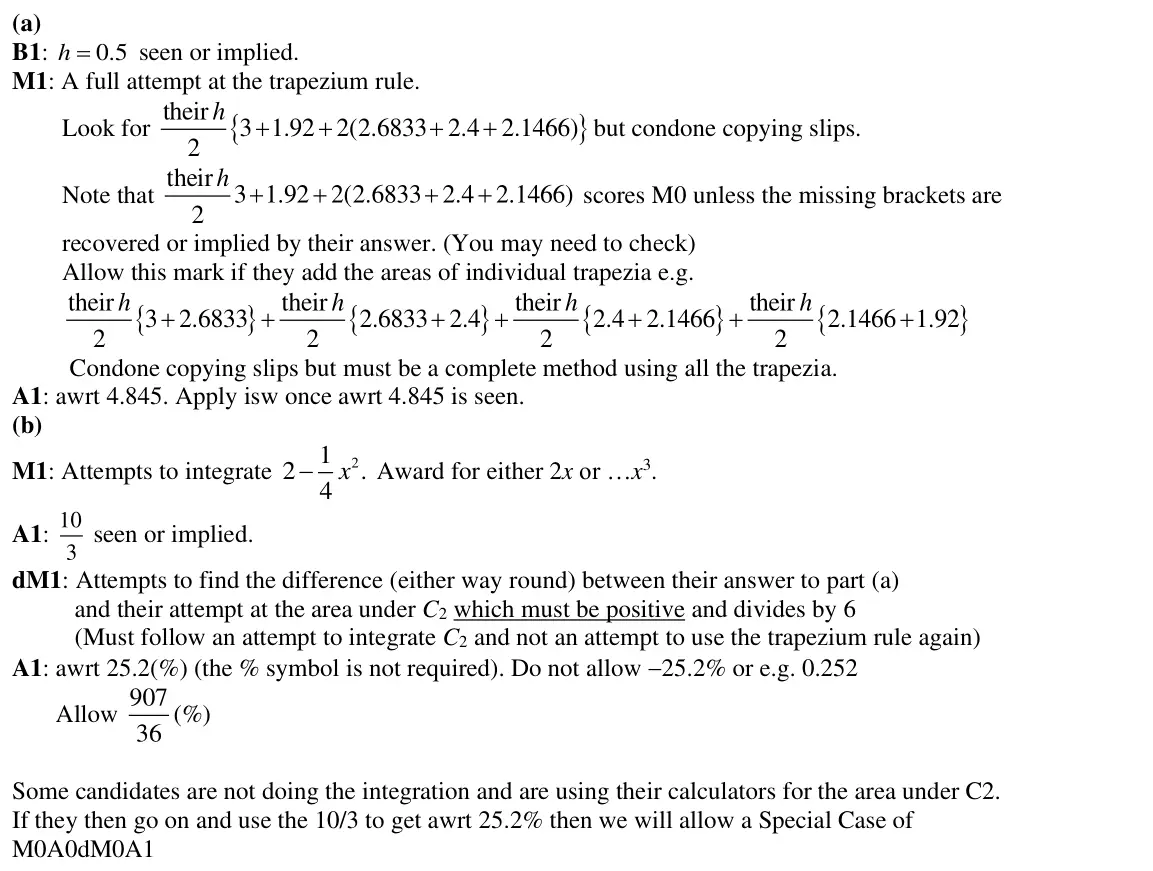 (a)
B1: h = 0.5 seen or implied.
M1: A full attempt at the trapezium rule.
Look for their h/2 {3+1.92+2(2.6833+2.4+2.1466)} but condone copying slips.
Note that their h/2 3+1.92+2(2.6833+2.4+2.1466) scores M0 unless the missing brackets are
recovered or implied by their answer. (You may need to check)
Allow this mark if they add the areas of individual trapezia e.g.
their h/2 {3+2.6833} + their h/2 {2.6833+2.4} + their h/2 {2.4+2.1466} + their h/2 {2.1466+1.92}
Condone copying slips but must be a complete method using all the trapezia.
A1: awrt 4.845. Apply isw once awrt 4.845 is seen.
(b)
M1: Attempts to integrate 2 − 1/4 x². Award for either 2x or …x³.
A1: 10/3 seen or implied.
dM1: Attempts to find the difference (either way round) between their answer to part (a)
and their attempt at the area under C₂ which must be positive and divides by 6
(Must follow an attempt to integrate C₂ and not an attempt to use the trapezium rule again)
A1: awrt 25.2(%) (the % symbol is not required). Do not allow –25.2% or e.g. 0.252
Allow 907/36 (%)
Some candidates are not doing the integration and are using their calculators for the area under C2.
If they then go on and use the 10/3 to get awrt 25.2% then we will allow a Special Case of
M0A0dM0A1